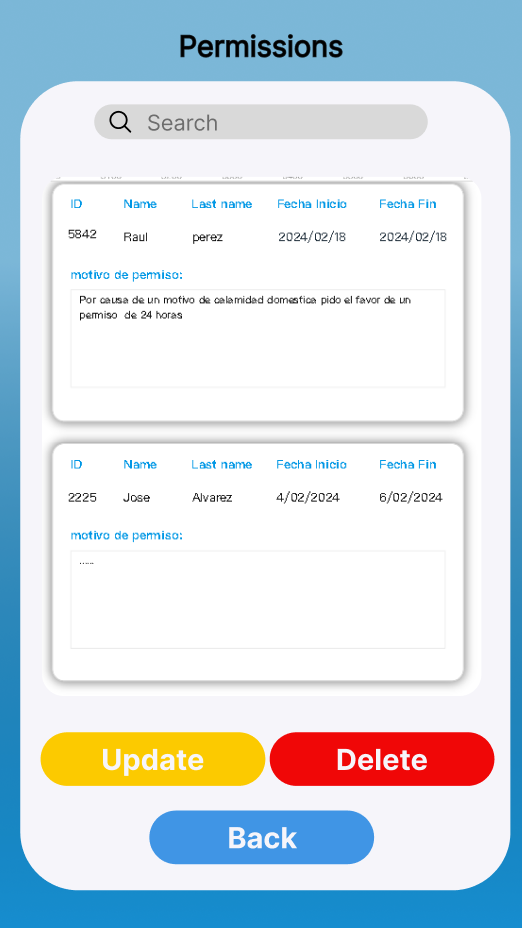 Permissions
Search
ID Name Last name Fecha Inicio Fecha Fin
5842 Raul perez 2024/02/18 2024/02/18
motivo de permiso:
Por causa de un motivo de calamidad domestica pido el favor de un
permiso de 24 horas
ID Name Last name Fecha Inicio Fecha Fin
2225 Jose Alvarez 4/02/2024 6/02/2024
motivo de permiso:
.....
Update Delete
Back